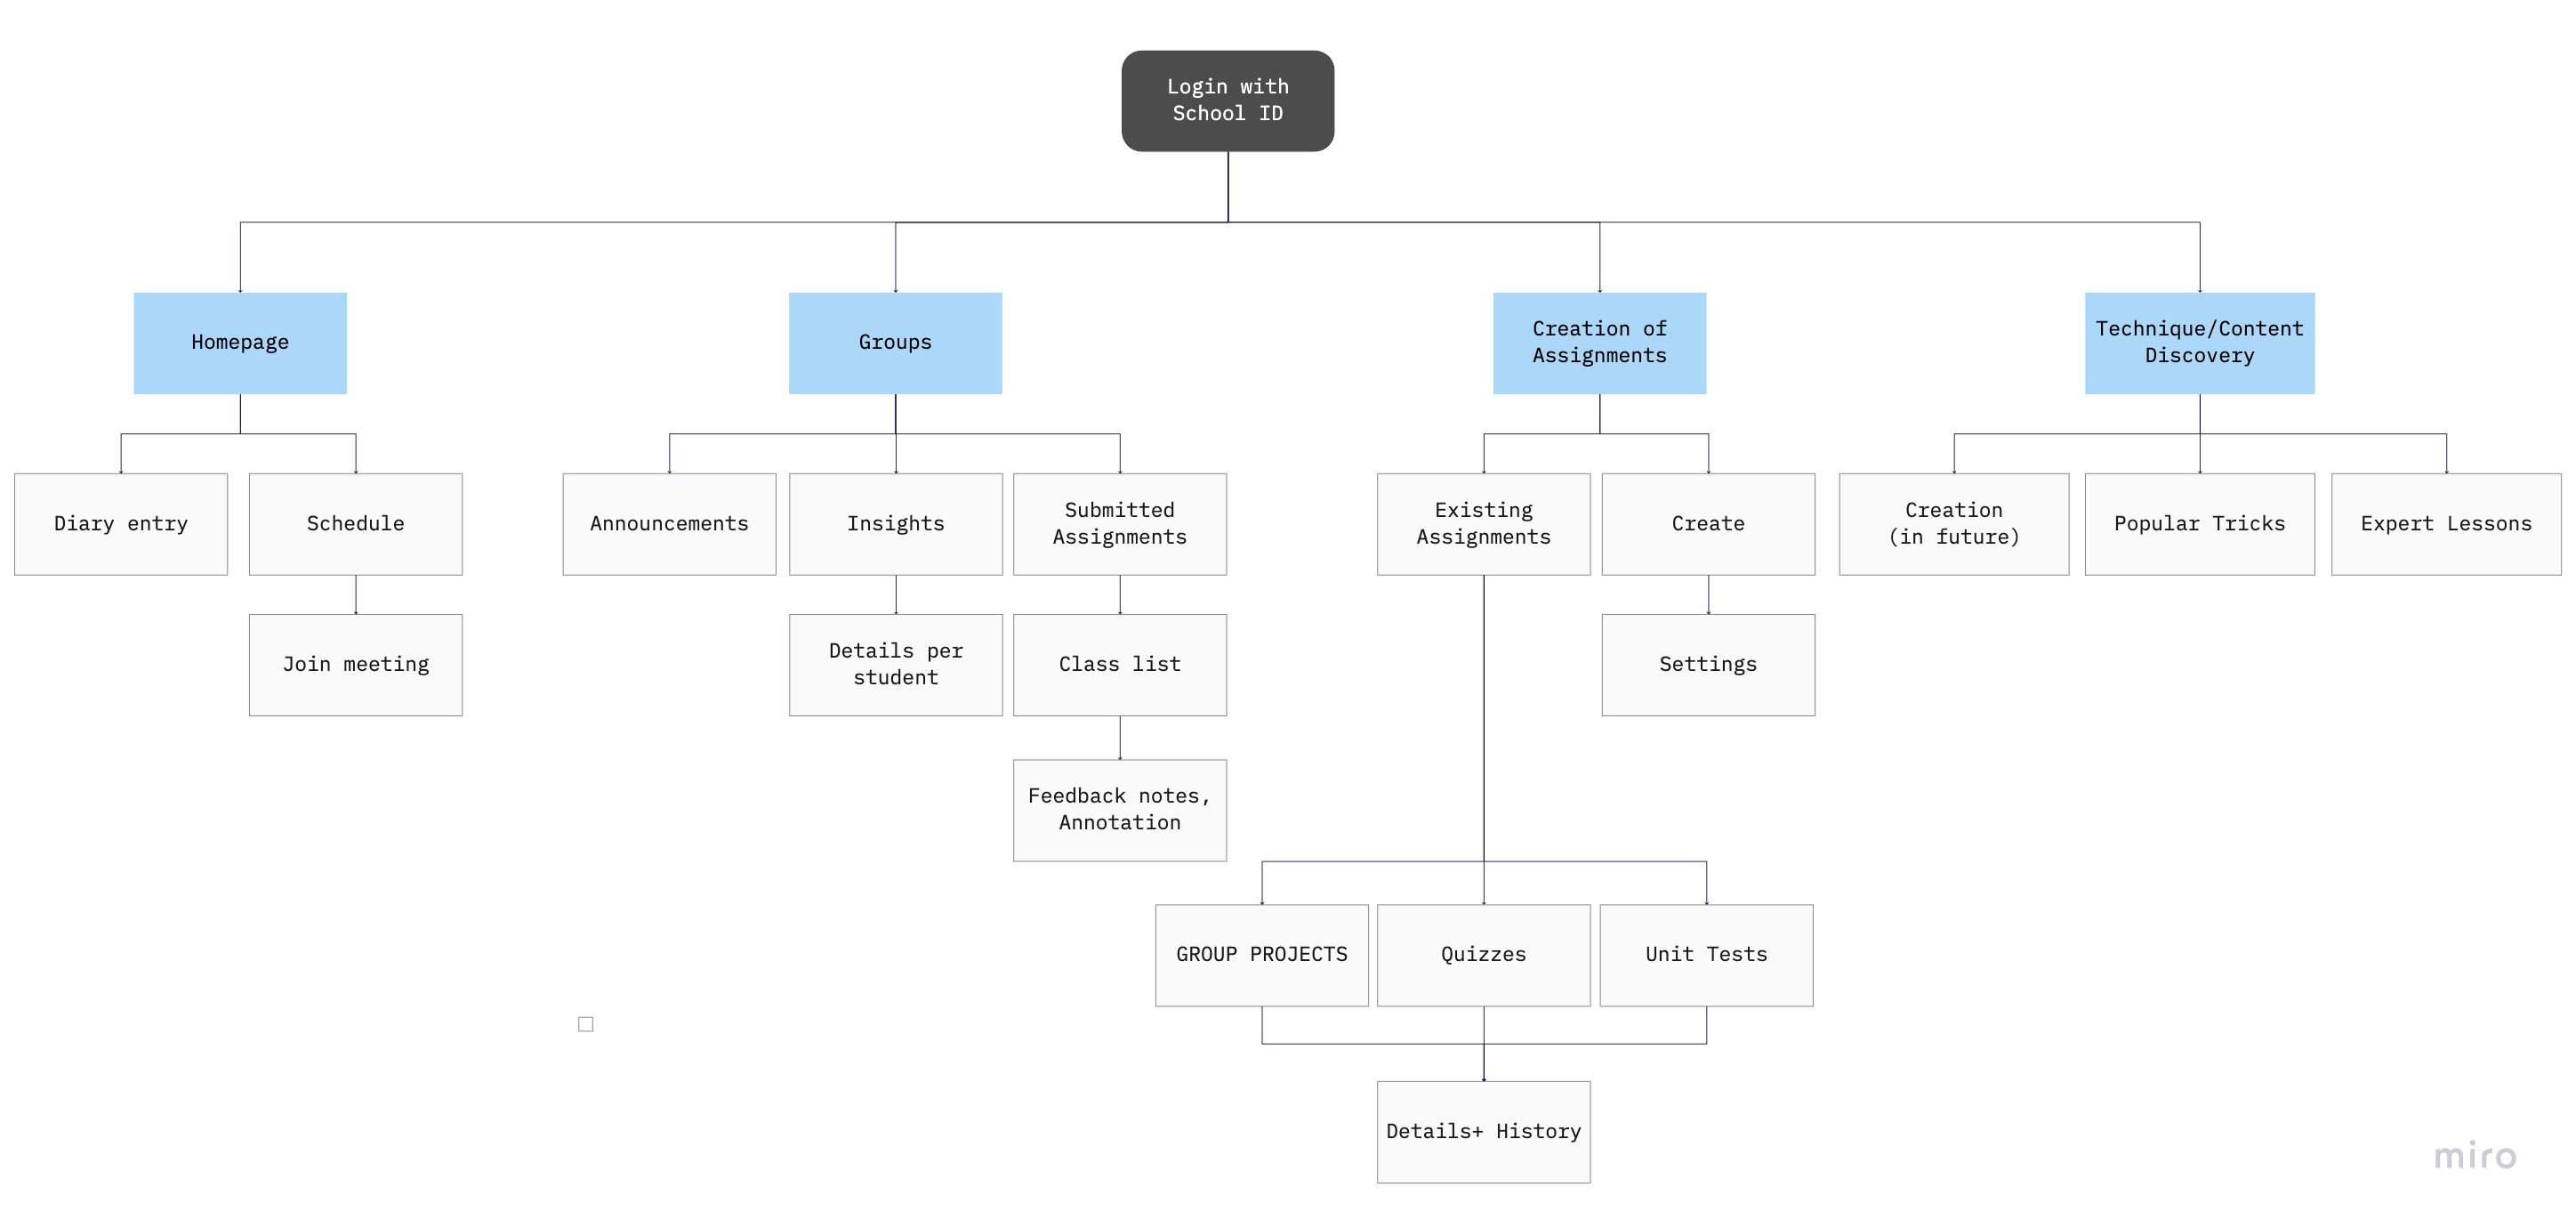 Login with
School ID
Homepage
Groups
Creation of
Assignments
Technique/Content
Discovery
Diary entry
Schedule
Announcements
Insights
Submitted
Assignments
Existing
Assignments
Create
Creation
(in future)
Popular Tricks
Expert Lessons
Join meeting
Details per
student
Class list
Settings
Feedback notes,
Annotation
GROUP PROJECTS
Quizzes
Unit Tests
Details+ History
miro